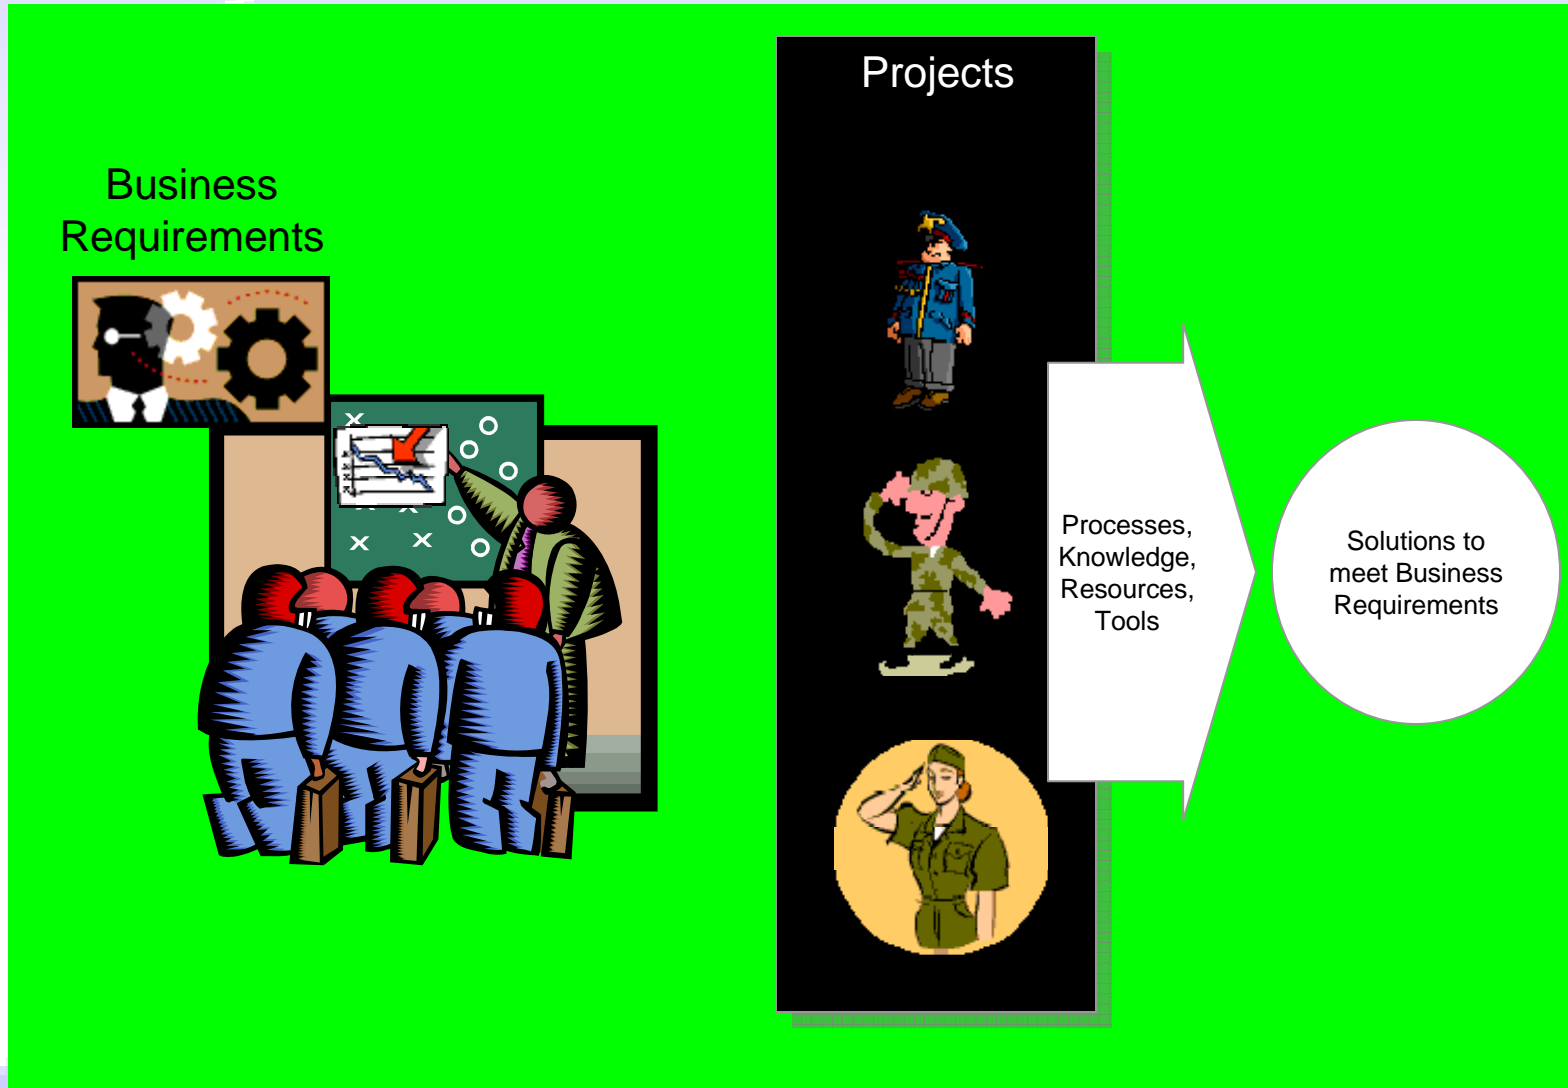 Business
Requirements
Projects
Processes,
Knowledge,
Resources,
Tools
Solutions to
meet Business
Requirements